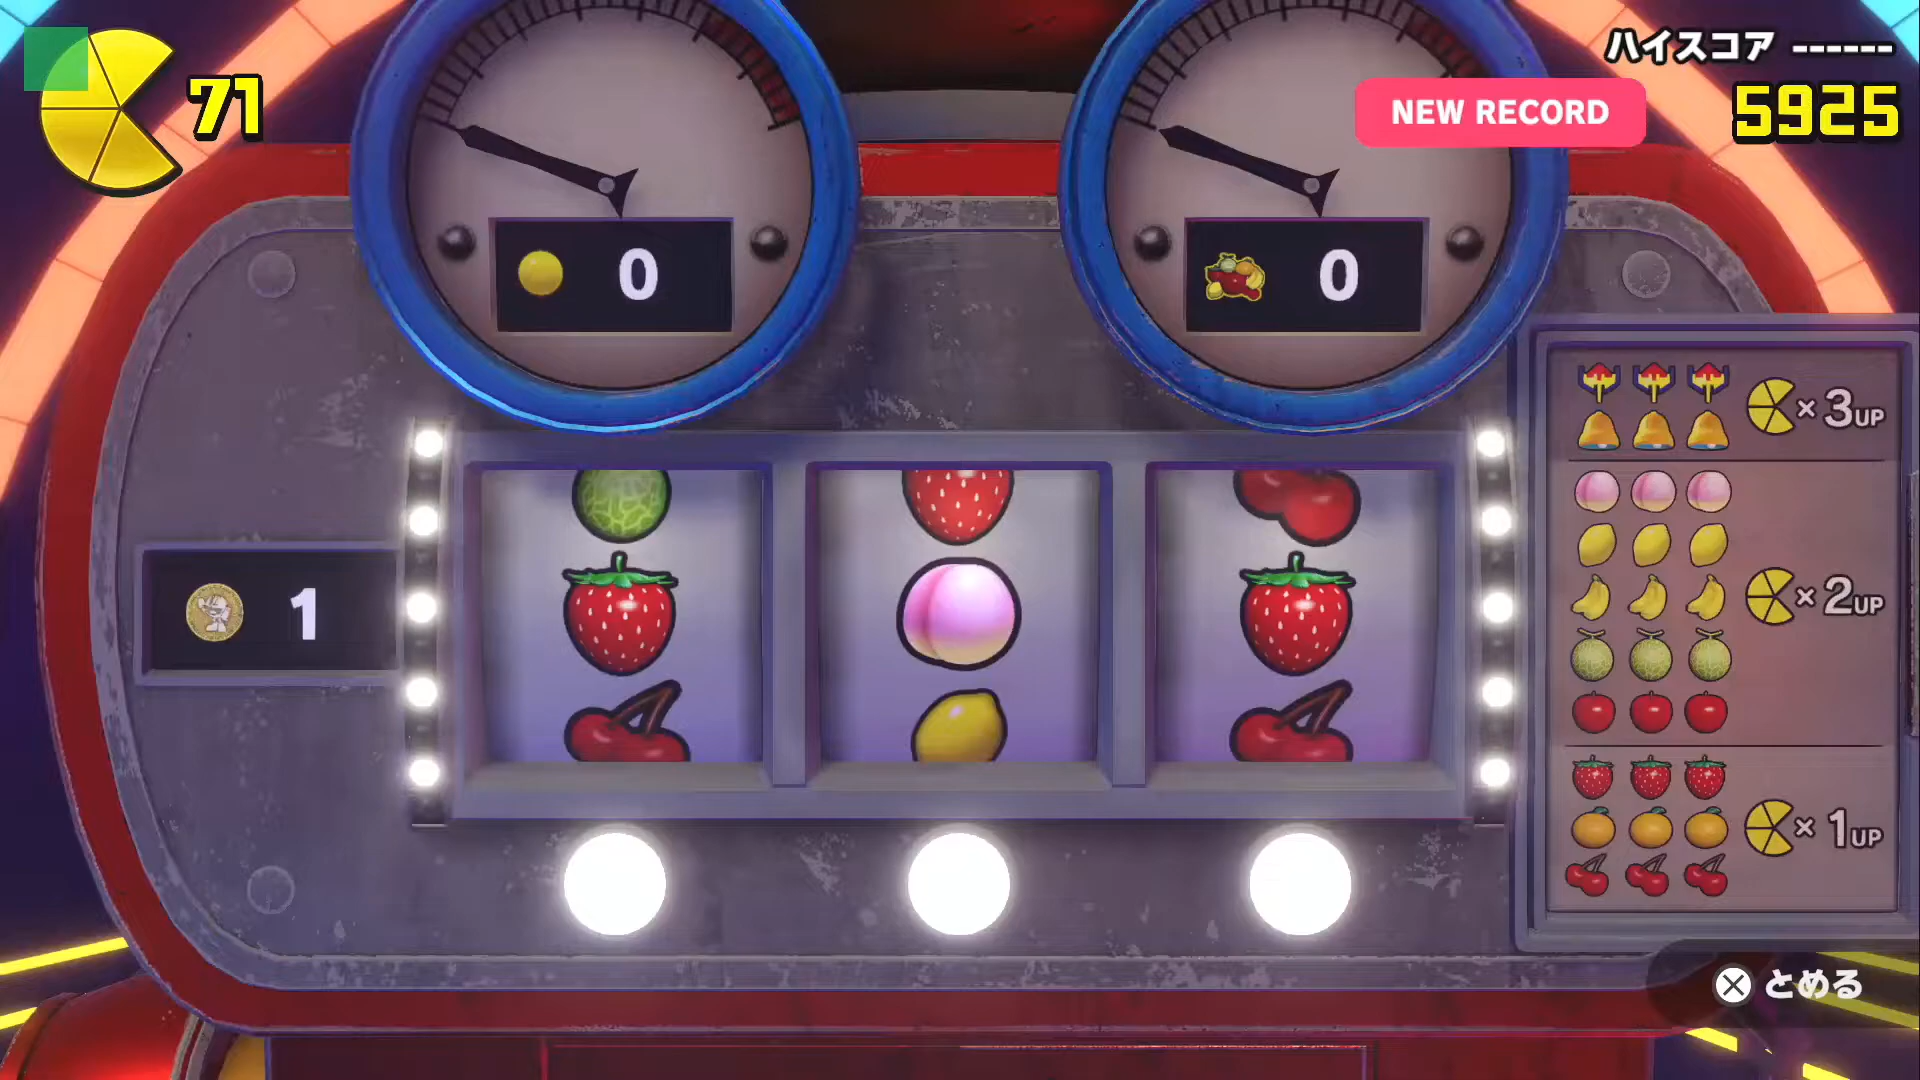 71
ハイスコア ------
NEW RECORD
5925
0
0
1
× 3UP
× 2UP
× 1UP
とめる